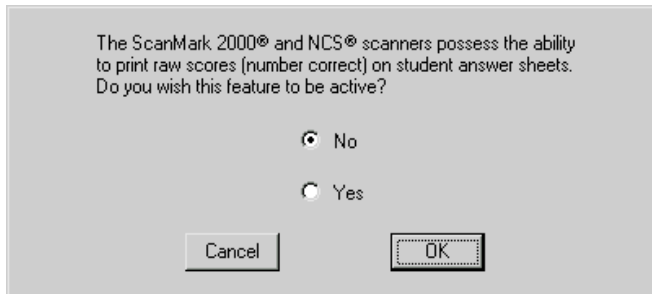 The ScanMark 2000® and NCS® scanners possess the ability
to print raw scores (number correct) on student answer sheets.
Do you wish this feature to be active?
No
Yes
Cancel OK